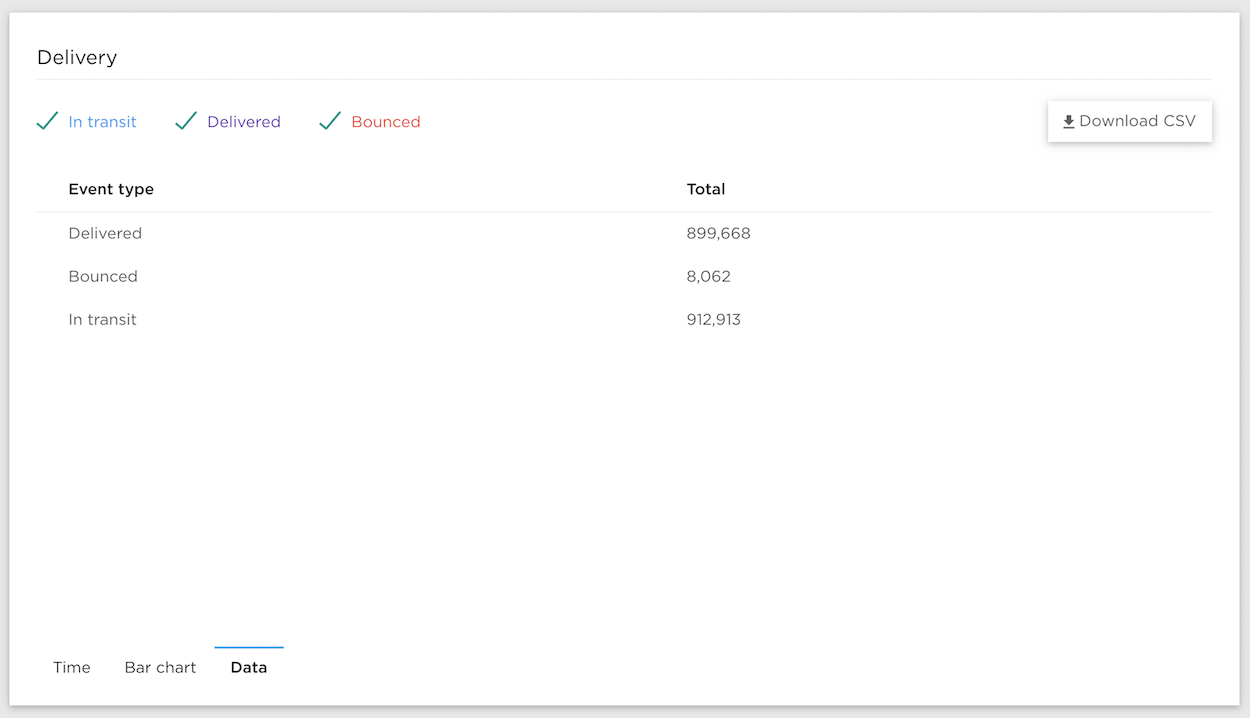 Delivery
In transit Delivered Bounced Download CSV
Event type Total
Delivered 899,668
Bounced 8,062
In transit 912,913
Time Bar chart Data